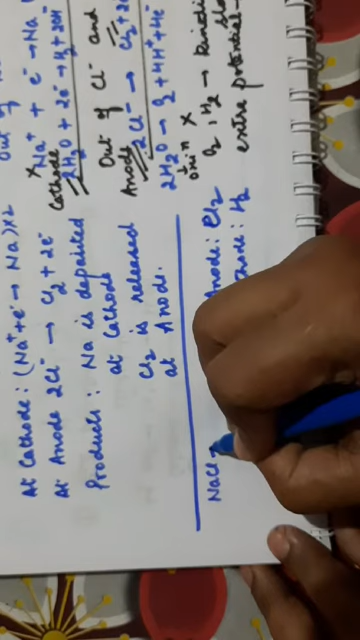 At Cathode: (Na⁺+e⁻ → Na)×2
At Anode 2Cl⁻ → Cl₂ + 2e⁻
Products: Na is deposited
at Cathode
Cl₂ is released
at Anode.
NaCl
Out of
Na⁺ + e⁻ → Na
Cathode
2H₂O + 2e⁻ → H₂ + 2OH⁻
Out of Cl⁻ and
Anode 2Cl⁻ → Cl₂ + 2e
2H₂O → O₂ + 4H⁺ + 4e⁻
O₂, H₂ →
extra potential
Anode: Cl₂
: H₂